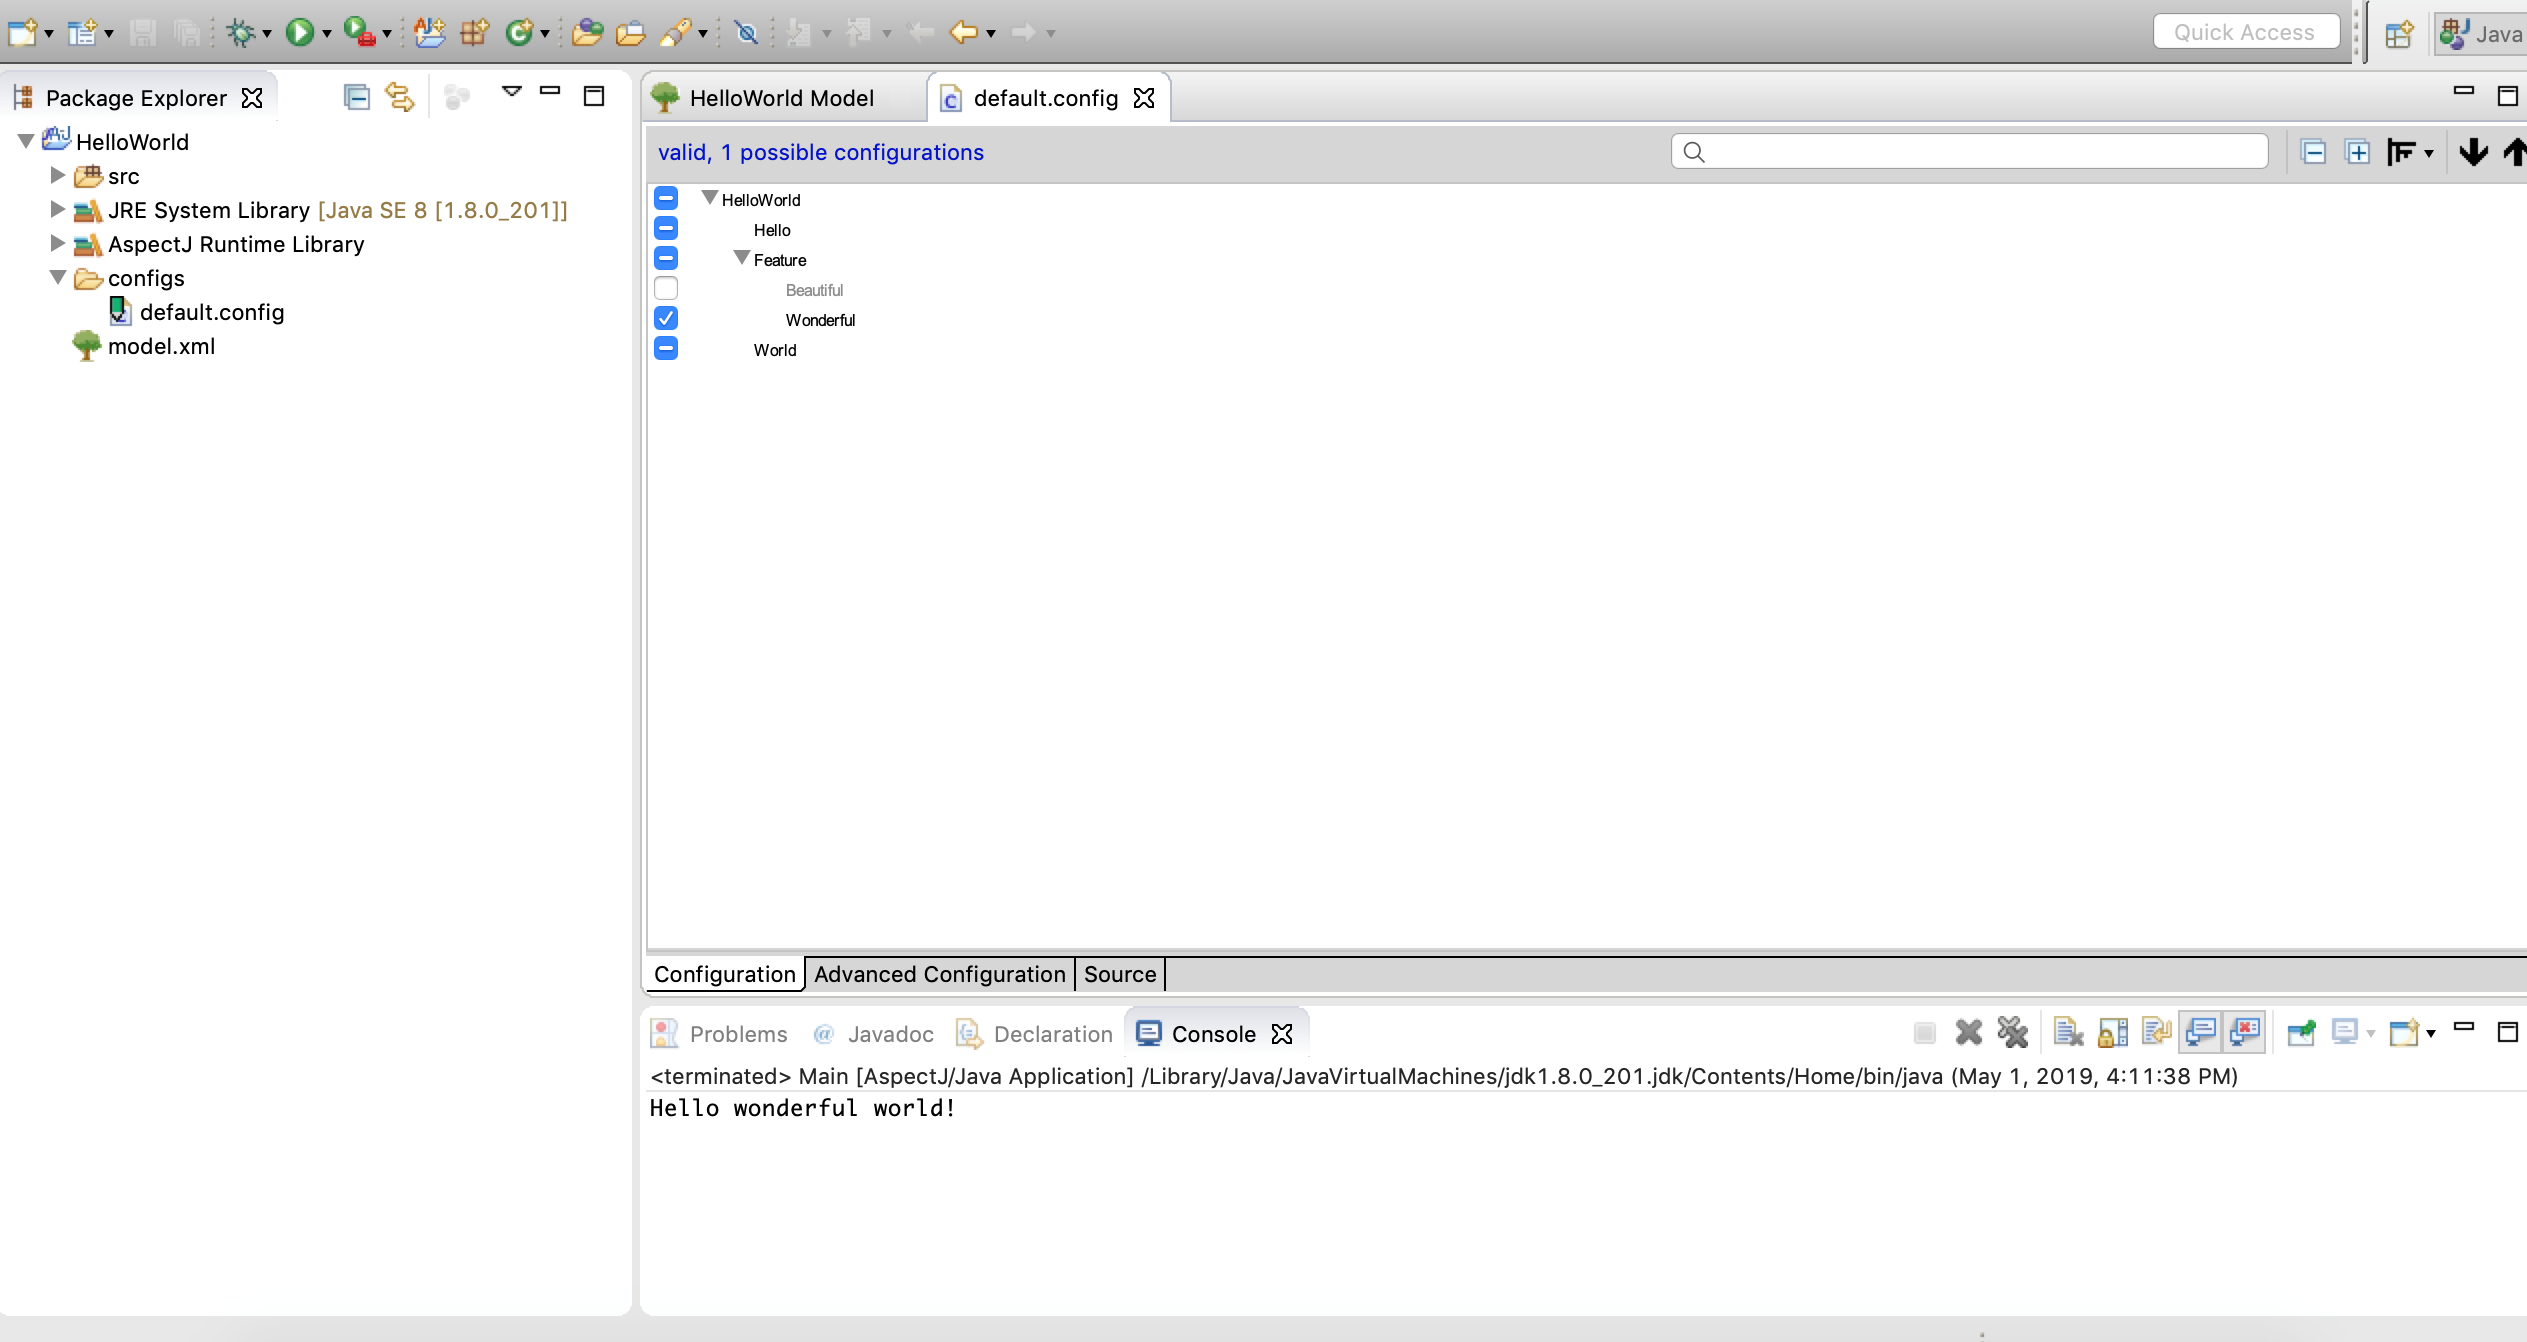 Quick Access
Java
Package Explorer
HelloWorld
src
JRE System Library [Java SE 8 [1.8.0_201]]
AspectJ Runtime Library
configs
default.config
model.xml
HelloWorld Model
default.config
valid, 1 possible configurations
HelloWorld
Hello
Feature
Beautiful
Wonderful
World
Configuration
Advanced Configuration
Source
Problems
Javadoc
Declaration
Console
<terminated> Main [AspectJ/Java Application] /Library/Java/JavaVirtualMachines/jdk1.8.0_201.jdk/Contents/Home/bin/java (May 1, 2019, 4:11:38 PM)
Hello wonderful world!